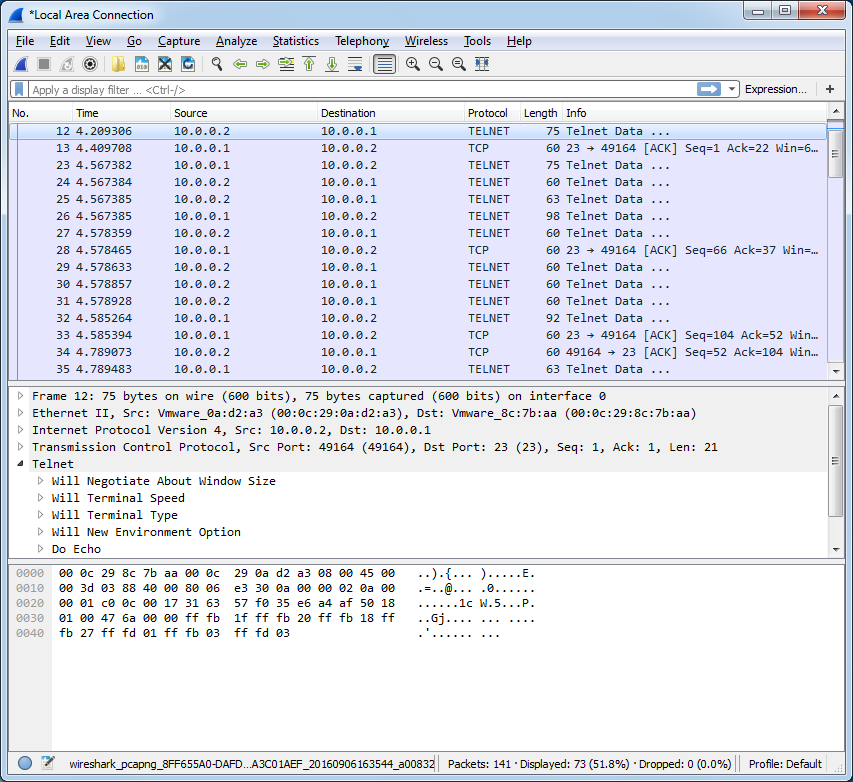 *Local Area Connection
File Edit View Go Capture Analyze Statistics Telephony Wireless Tools Help
Apply a display filter ... <Ctrl-/> Expression... +
No. Time Source Destination Protocol Length Info
12 4.209306 10.0.0.2 10.0.0.1 TELNET 75 Telnet Data ...
13 4.409708 10.0.0.1 10.0.0.2 TCP 60 23 → 49164 [ACK] Seq=1 Ack=22 Win=6…
23 4.567382 10.0.0.1 10.0.0.2 TELNET 75 Telnet Data ...
24 4.567384 10.0.0.2 10.0.0.1 TELNET 60 Telnet Data ...
25 4.567385 10.0.0.2 10.0.0.1 TELNET 63 Telnet Data ...
26 4.567385 10.0.0.1 10.0.0.2 TELNET 98 Telnet Data ...
27 4.578359 10.0.0.2 10.0.0.1 TELNET 60 Telnet Data ...
28 4.578465 10.0.0.1 10.0.0.2 TCP 60 23 → 49164 [ACK] Seq=66 Ack=37 Win=…
29 4.578633 10.0.0.2 10.0.0.1 TELNET 60 Telnet Data ...
30 4.578857 10.0.0.2 10.0.0.1 TELNET 60 Telnet Data ...
31 4.578928 10.0.0.2 10.0.0.1 TELNET 60 Telnet Data ...
32 4.585264 10.0.0.1 10.0.0.2 TELNET 92 Telnet Data ...
33 4.585394 10.0.0.1 10.0.0.2 TCP 60 23 → 49164 [ACK] Seq=104 Ack=52 Win…
34 4.789073 10.0.0.2 10.0.0.1 TCP 60 49164 → 23 [ACK] Seq=52 Ack=104 Win…
35 4.789483 10.0.0.1 10.0.0.2 TELNET 63 Telnet Data ...
Frame 12: 75 bytes on wire (600 bits), 75 bytes captured (600 bits) on interface 0
Ethernet II, Src: Vmware_0a:d2:a3 (00:0c:29:0a:d2:a3), Dst: Vmware_8c:7b:aa (00:0c:29:8c:7b:aa)
Internet Protocol Version 4, Src: 10.0.0.2, Dst: 10.0.0.1
Transmission Control Protocol, Src Port: 49164 (49164), Dst Port: 23 (23), Seq: 1, Ack: 1, Len: 21
Telnet
Will Negotiate About Window Size
Will Terminal Speed
Will Terminal Type
Will New Environment Option
Do Echo
0000 00 0c 29 8c 7b aa 00 0c 29 0a d2 a3 08 00 45 00 ..).{... ).....E.
0010 00 3d 03 88 40 00 80 06 e3 30 0a 00 00 02 0a 00 .=..@... .0......
0020 00 01 c0 0c 00 17 31 63 57 f0 35 e6 a4 af 50 18 ......1c W.5...P.
0030 01 00 47 6a 00 00 ff fb 1f ff fb 20 ff fb 18 ff ..Gj.... ... ....
0040 fb 27 ff fd 01 ff fb 03 ff fd 03 .'...... ...
wireshark_pcapng_8FF655A0-DAFD...A3C01AEF_20160906163544_a00832 Packets: 141 · Displayed: 73 (51.8%) · Dropped: 0 (0.0%) Profile: Default